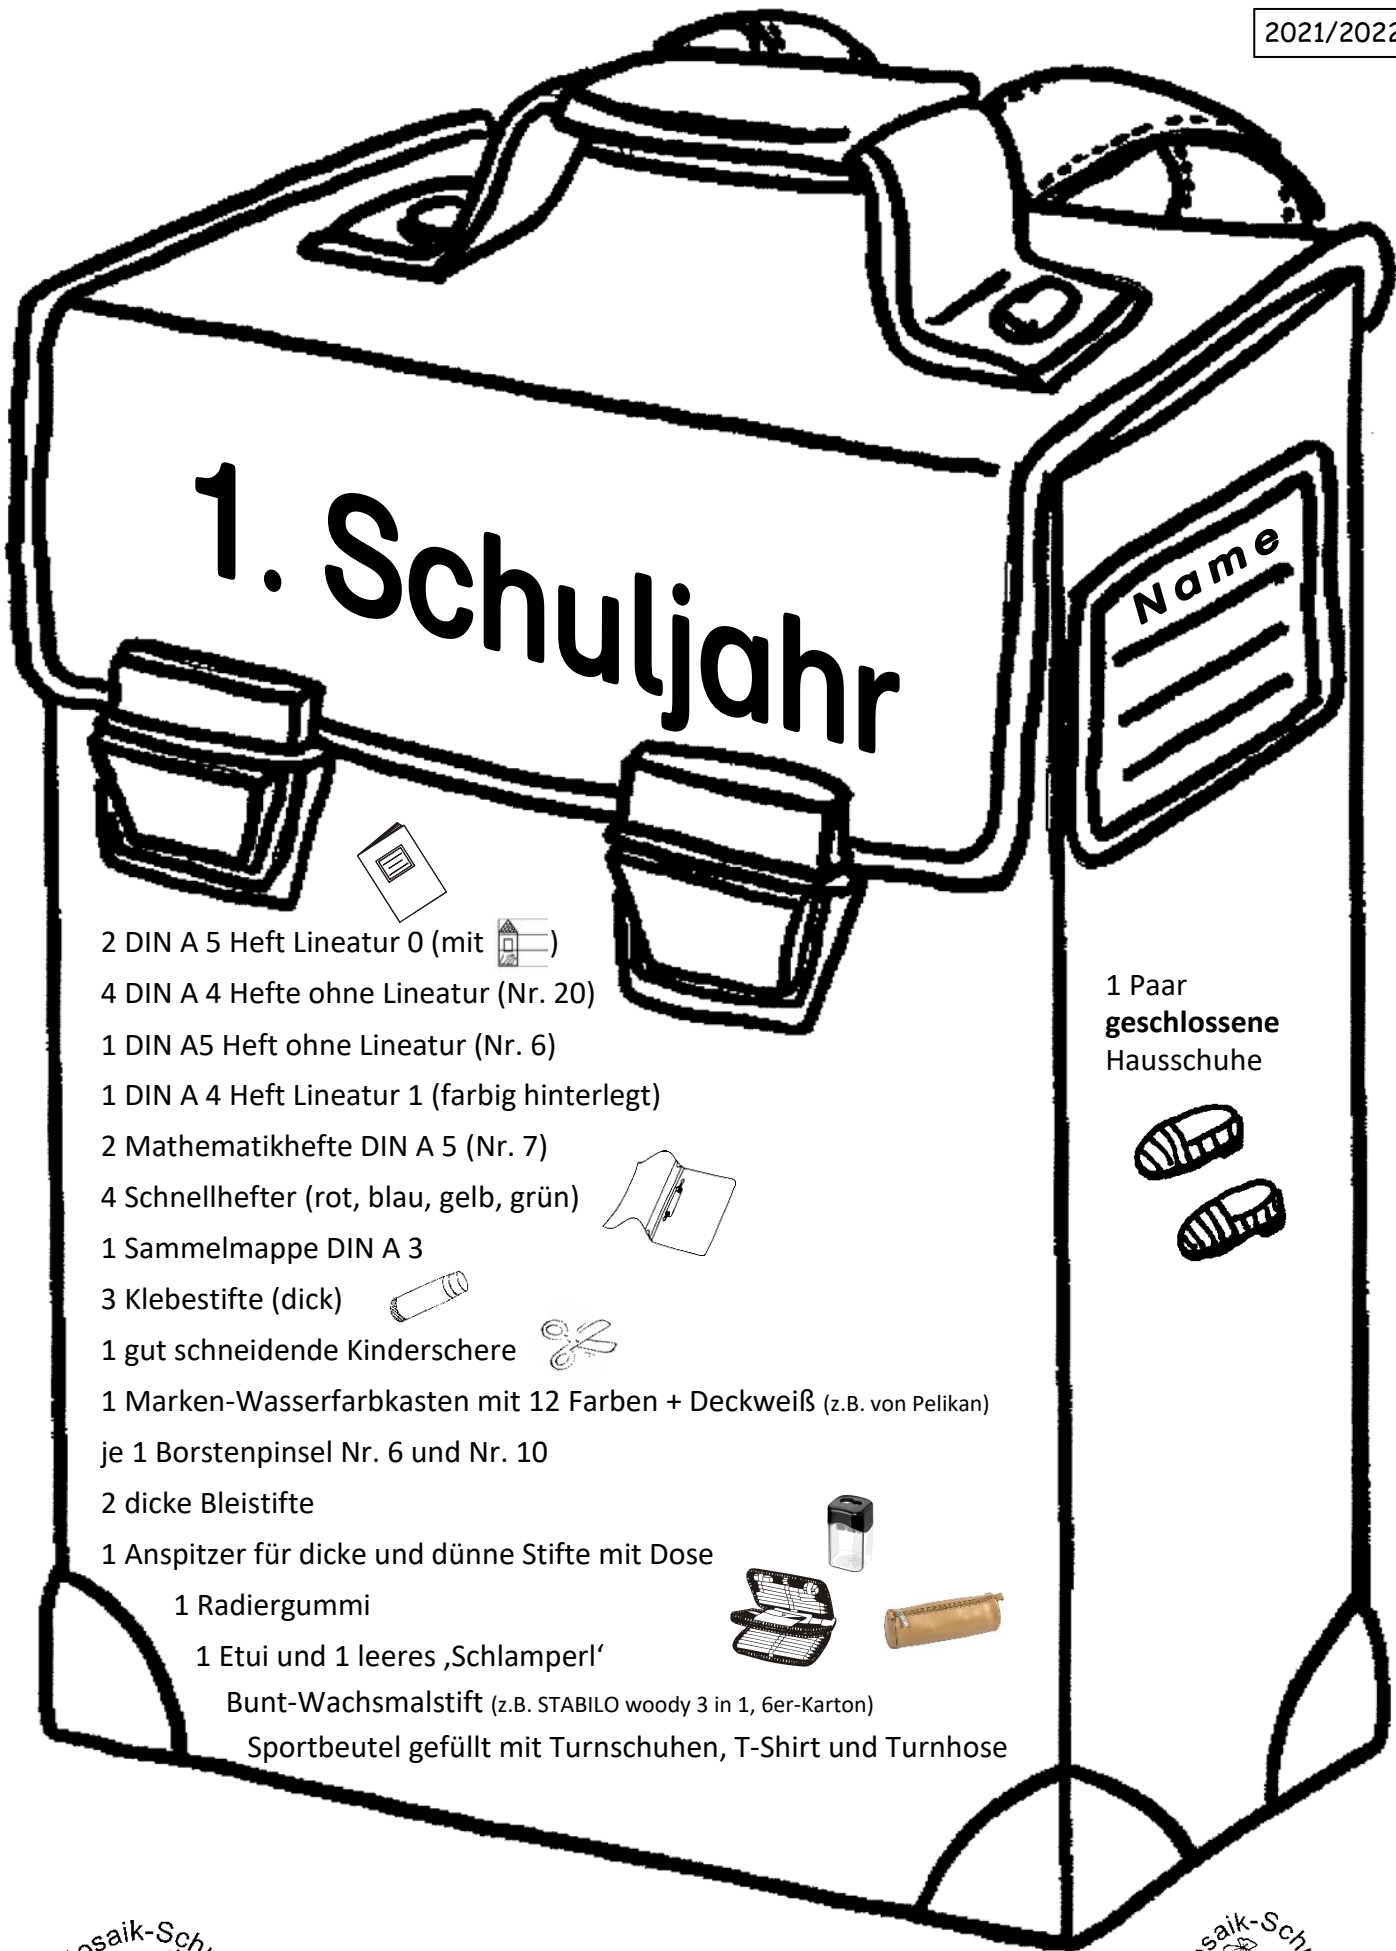 2021/2022
1. Schuljahr
Name
2 DIN A 5 Heft Lineatur 0 (mit )
4 DIN A 4 Hefte ohne Lineatur (Nr. 20)
1 DIN A5 Heft ohne Lineatur (Nr. 6)
1 DIN A 4 Heft Lineatur 1 (farbig hinterlegt)
2 Mathematikhefte DIN A 5 (Nr. 7)
4 Schnellhefter (rot, blau, gelb, grün)
1 Sammelmappe DIN A 3
3 Klebestifte (dick)
1 gut schneidende Kinderschere
1 Marken-Wasserfarbkasten mit 12 Farben + Deckweiß (z.B. von Pelikan)
je 1 Borstenpinsel Nr. 6 und Nr. 10
2 dicke Bleistifte
1 Anspitzer für dicke und dünne Stifte mit Dose
1 Radiergummi
1 Etui und 1 leeres ‚Schlamperl‘
Bunt-Wachsmalstift (z.B. STABILO woody 3 in 1, 6er-Karton)
Sportbeutel gefüllt mit Turnschuhen, T-Shirt und Turnhose
1 Paar
geschlossene
Hausschuhe